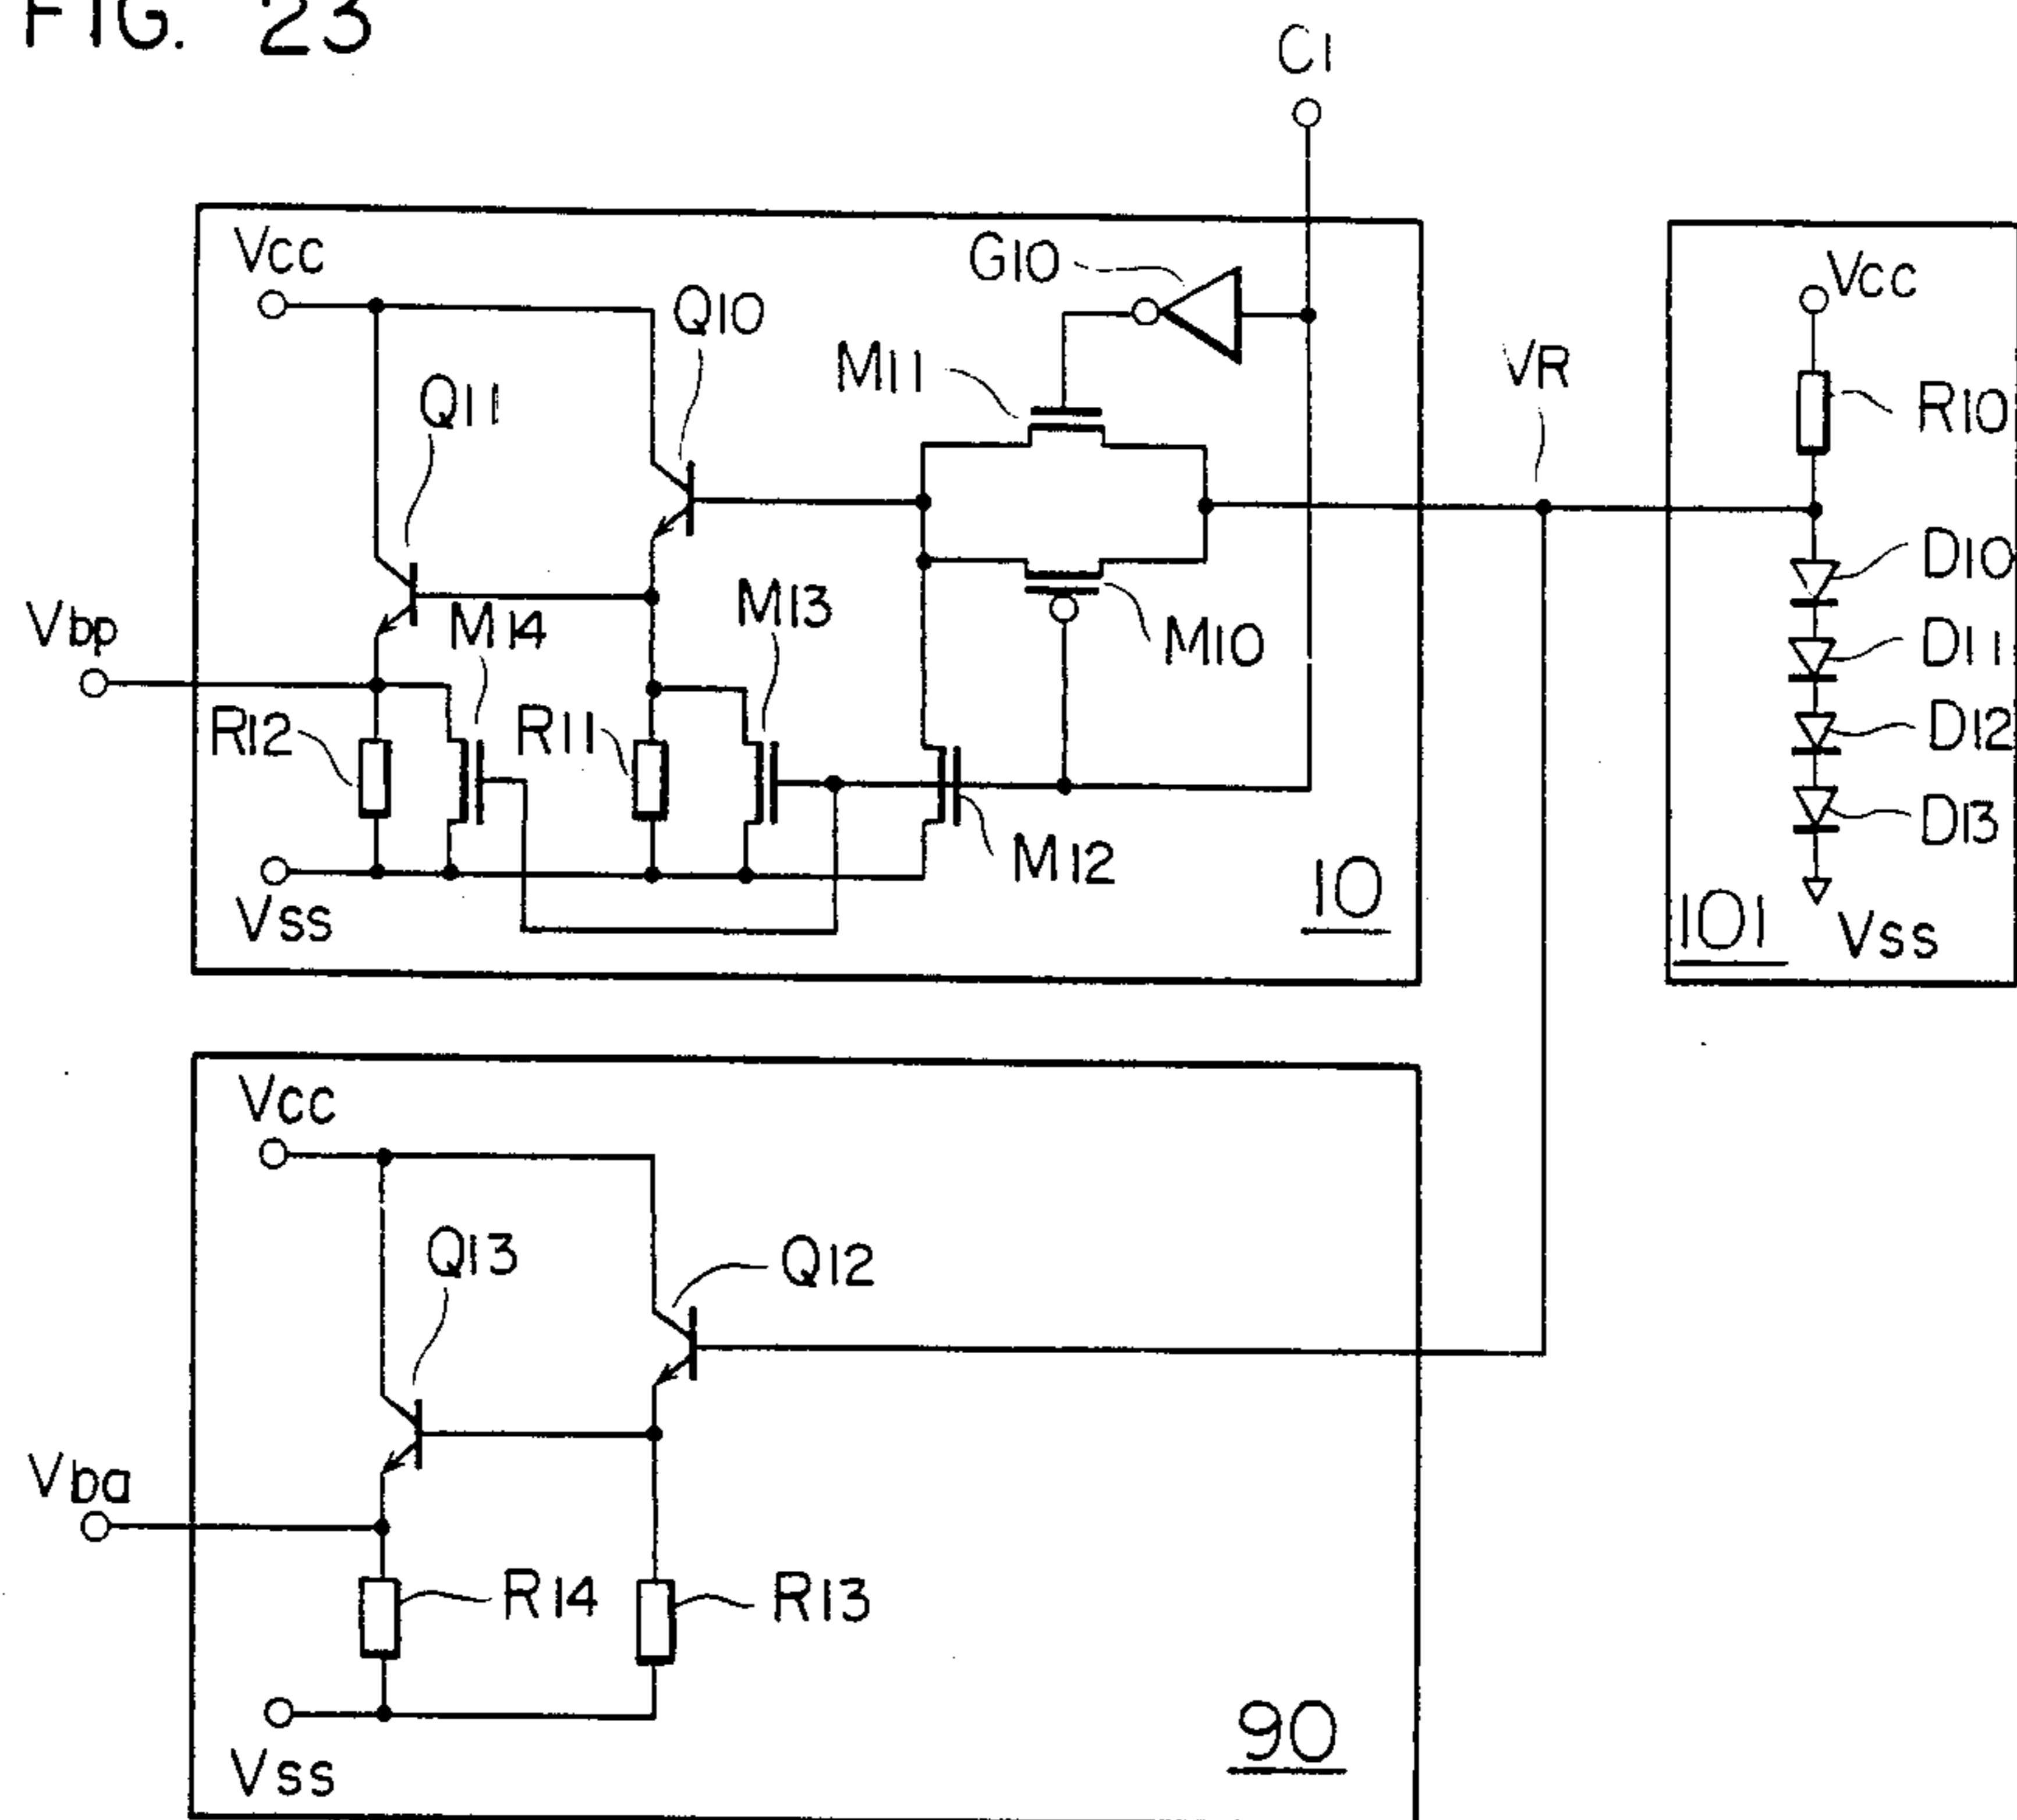 FIG. 23
C1
Vcc
G10
Q10
Vcc
M11
VR
R10
Q11
D10
M13
Vbp
M14
M10
D11
R12
R11
D12
D13
M12
10
Vss
101
Vss
Vcc
Q13
Q12
Vba
R14
R13
90
Vss